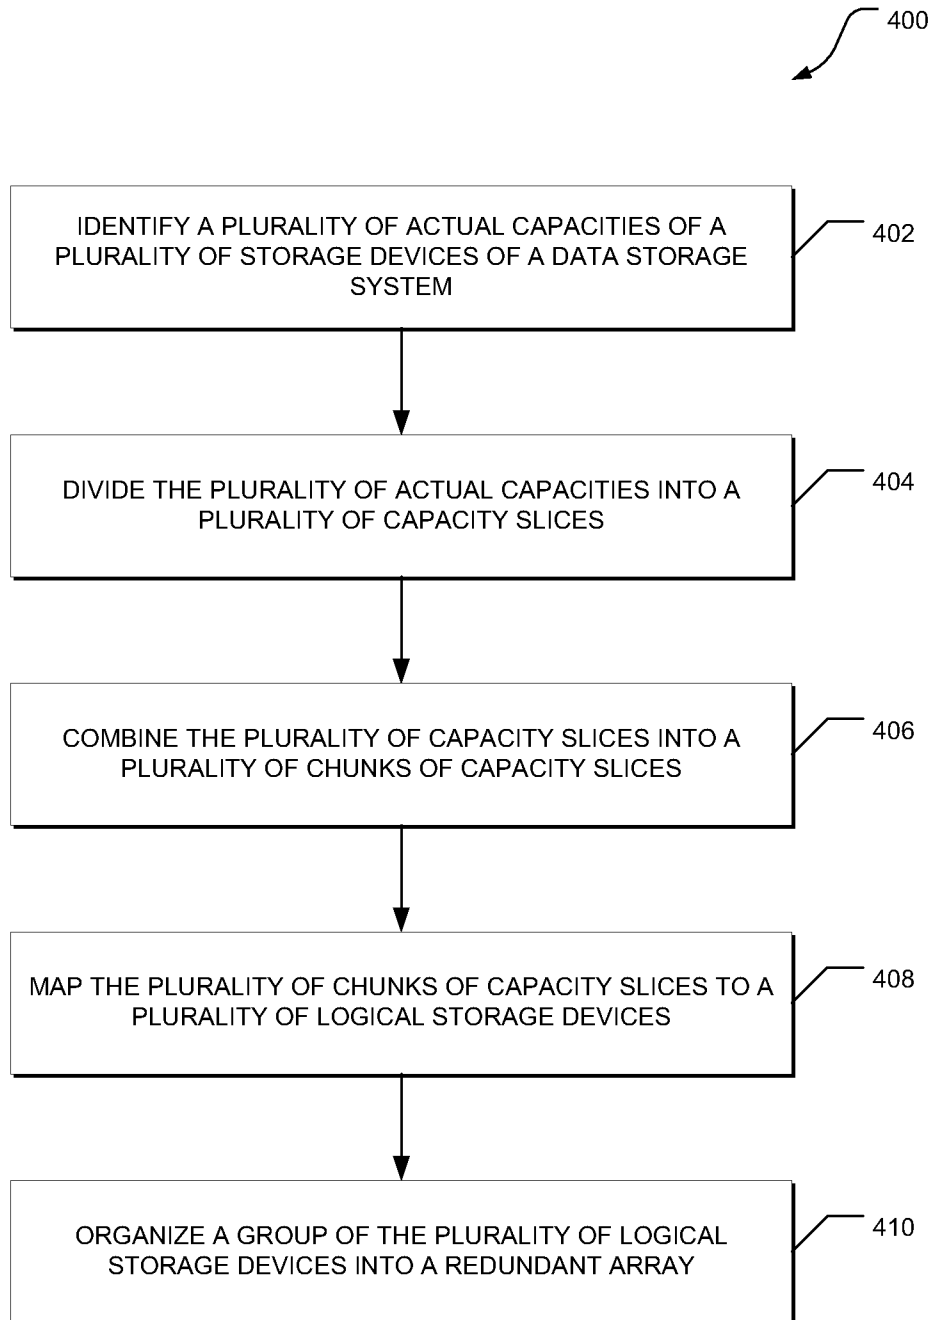 400
IDENTIFY A PLURALITY OF ACTUAL CAPACITIES OF A
PLURALITY OF STORAGE DEVICES OF A DATA STORAGE
SYSTEM
402
DIVIDE THE PLURALITY OF ACTUAL CAPACITIES INTO A
PLURALITY OF CAPACITY SLICES
404
COMBINE THE PLURALITY OF CAPACITY SLICES INTO A
PLURALITY OF CHUNKS OF CAPACITY SLICES
406
MAP THE PLURALITY OF CHUNKS OF CAPACITY SLICES TO A
PLURALITY OF LOGICAL STORAGE DEVICES
408
ORGANIZE A GROUP OF THE PLURALITY OF LOGICAL
STORAGE DEVICES INTO A REDUNDANT ARRAY
410